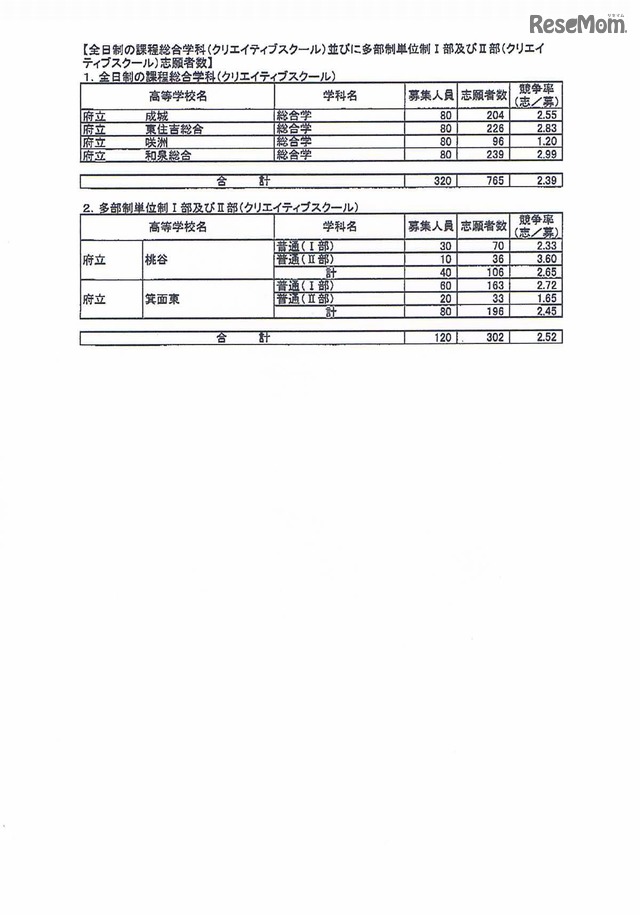 リセマム
ReseMom.
【全日制の課程総合学科(クリエイティブスクール)並びに多部制単位制Ⅰ部及びⅡ部(クリエイ
ティブスクール)志願者数】
1. 全日制の課程総合学科(クリエイティブスクール)
高等学校名 学科名 募集人員 志願者数 競争率
(志/募)
府立 成城 総合学 80 204 2.55
府立 東住吉総合 総合学 80 226 2.83
府立 咲洲 総合学 80 96 1.20
府立 和泉総合 総合学 80 239 2.99
合 計 320 765 2.39
2. 多部制単位制Ⅰ部及びⅡ部(クリエイティブスクール)
高等学校名 学科名 募集人員 志願者数 競争率
(志/募)
普通(Ⅰ部) 30 70 2.33
府立 桃谷 普通(Ⅱ部) 10 36 3.60
計 40 106 2.65
普通(Ⅰ部) 60 163 2.72
府立 箕面東 普通(Ⅱ部) 20 33 1.65
計 80 196 2.45
合 計 120 302 2.52